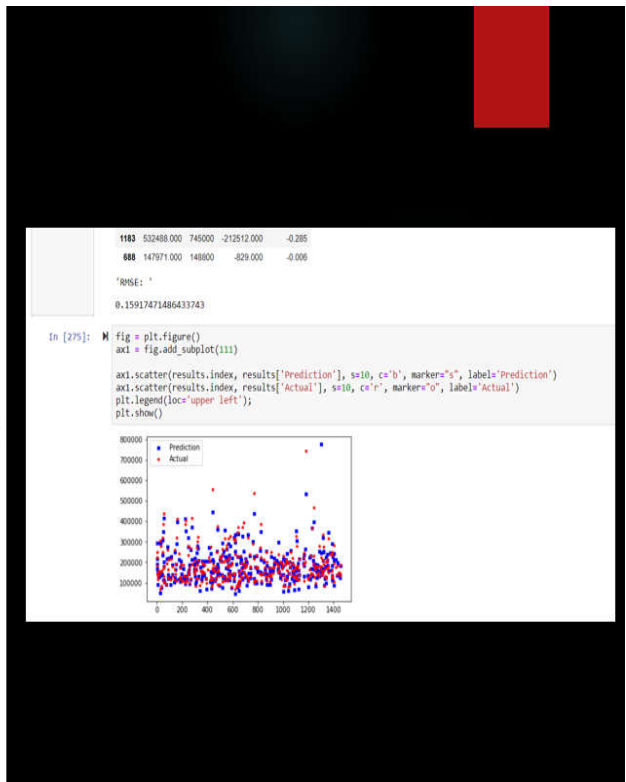 1183 532488.000 745000 -212512.000 -0.285
688 147971.000 148800 -829.000 -0.006
'RMSE: '
0.15917471486433743
In [275]: fig = plt.figure()
ax1 = fig.add_subplot(111)
ax1.scatter(results.index, results['Prediction'], s=10, c='b', marker="s", label='Prediction')
ax1.scatter(results.index, results['Actual'], s=10, c='r', marker="o", label='Actual')
plt.legend(loc='upper left');
plt.show()
Prediction
Actual
800000
700000
600000
500000
400000
300000
200000
100000
0 200 400 600 800 1000 1200 1400